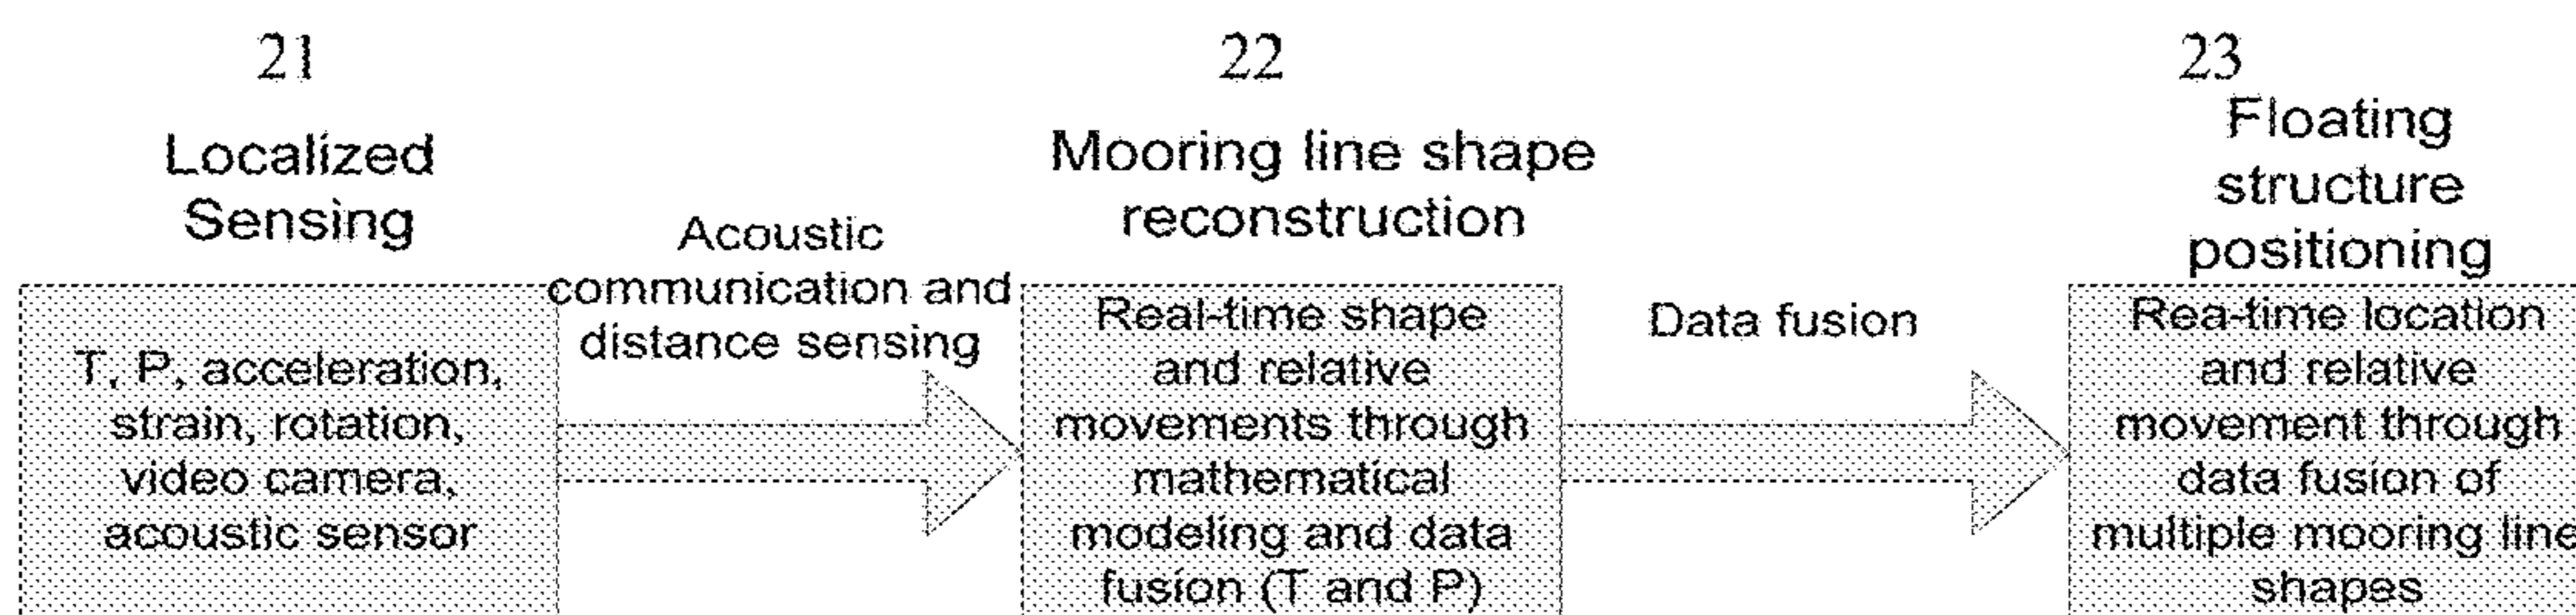 21
Localized
Sensing
T, P, acceleration,
strain, rotation,
video camera,
acoustic sensor
Acoustic
communication and
distance sensing
22
Mooring line shape
reconstruction
Real-time shape
and relative
movements through
mathematical
modeling and data
fusion (T and P)
Data fusion
23
Floating
structure
positioning
Rea-time location
and relative
movement through
data fusion of
multiple mooring line
shapes